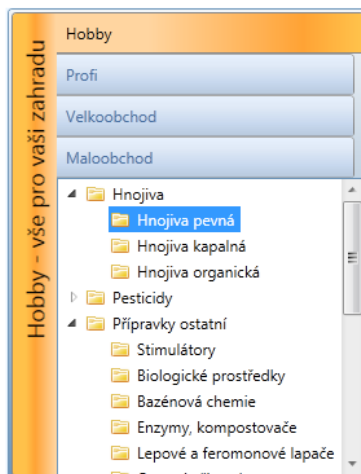 Hobby - vše pro vaši zahradu
Hobby
Profi
Velkoobchod
Maloobchod
Hnojiva
Hnojiva pevná
Hnojiva kapalná
Hnojiva organická
Pesticidy
Přípravky ostatní
Stimulátory
Biologické prostředky
Bazénová chemie
Enzymy, kompostovače
Lepové a feromonové lapače